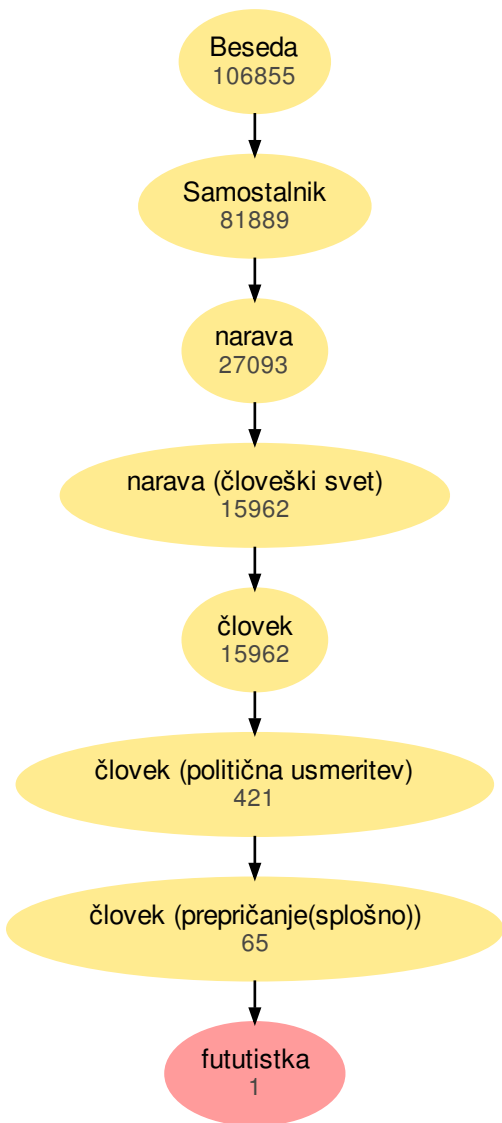 Beseda
106855
Samostalnik
81889
narava
27093
narava (človeški svet)
15962
človek
15962
človek (politična usmeritev)
421
človek (prepričanje(splošno))
65
fututistka
1